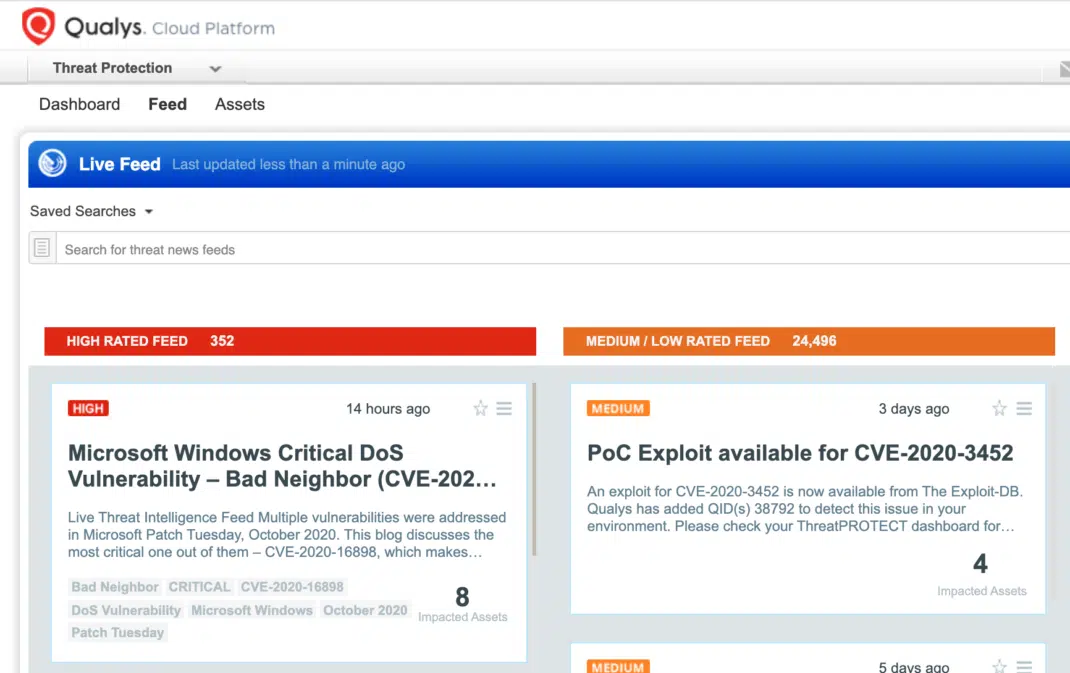 Qualys. Cloud Platform
Threat Protection
Dashboard Feed Assets
Live Feed Last updated less than a minute ago
Saved Searches
Search for threat news feeds
HIGH RATED FEED 352
HIGH
14 hours ago
Microsoft Windows Critical DoS
Vulnerability – Bad Neighbor (CVE-202...
Live Threat Intelligence Feed Multiple vulnerabilities were addressed
in Microsoft Patch Tuesday, October 2020. This blog discusses the
most critical one out of them – CVE-2020-16898, which makes...
Bad Neighbor CRITICAL CVE-2020-16898
DoS Vulnerability Microsoft Windows October 2020
Patch Tuesday
8
Impacted Assets
MEDIUM / LOW RATED FEED 24,496
MEDIUM
3 days ago
PoC Exploit available for CVE-2020-3452
An exploit for CVE-2020-3452 is now available from The Exploit-DB.
Qualys has added QID(s) 38792 to detect this issue in your
environment. Please check your ThreatPROTECT dashboard for...
4
Impacted Assets
MEDIUM
5 days ago